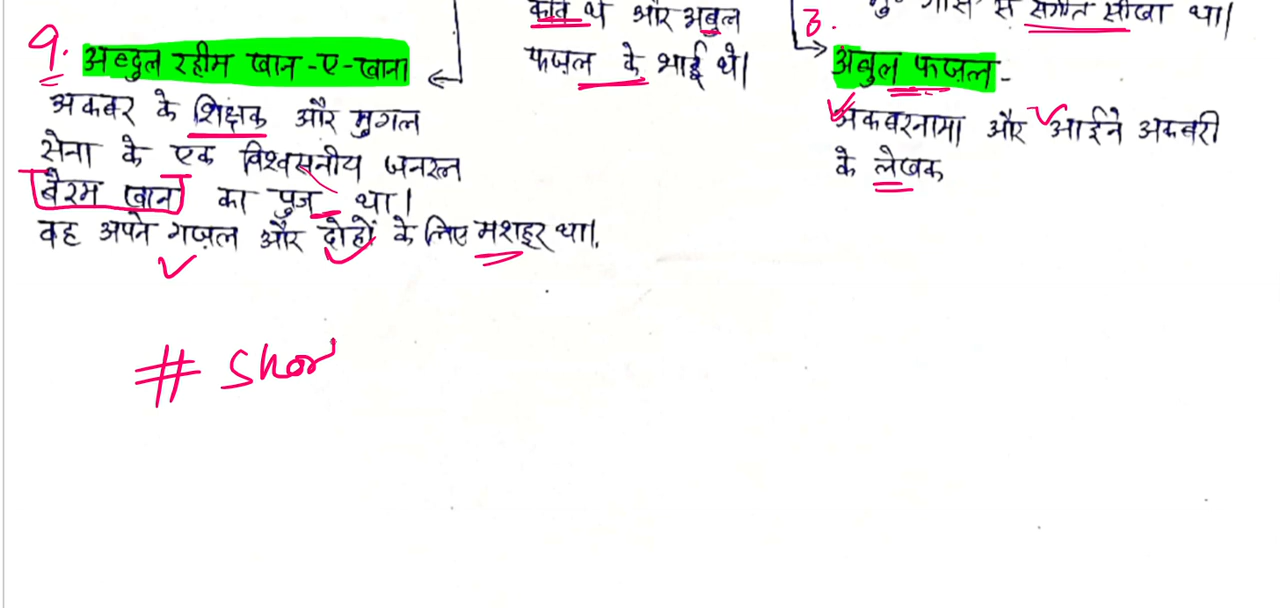 9.
अब्दुल रहीम खान-ए-खाना
अकबर के शिक्षक और मुगल
सेना के एक विश्वसनीय जनरल
बैरम खान का पुत्र था।
वह अपने गज़ल और दोहों के लिए मशहूर था।
कवि थे और अबुल
फज़ल के भाई थे।
से संगीत सीखा था।
8.
अबुल फज़ल-
अकबरनामा और आईने अकबरी
के लेखक
# Shor